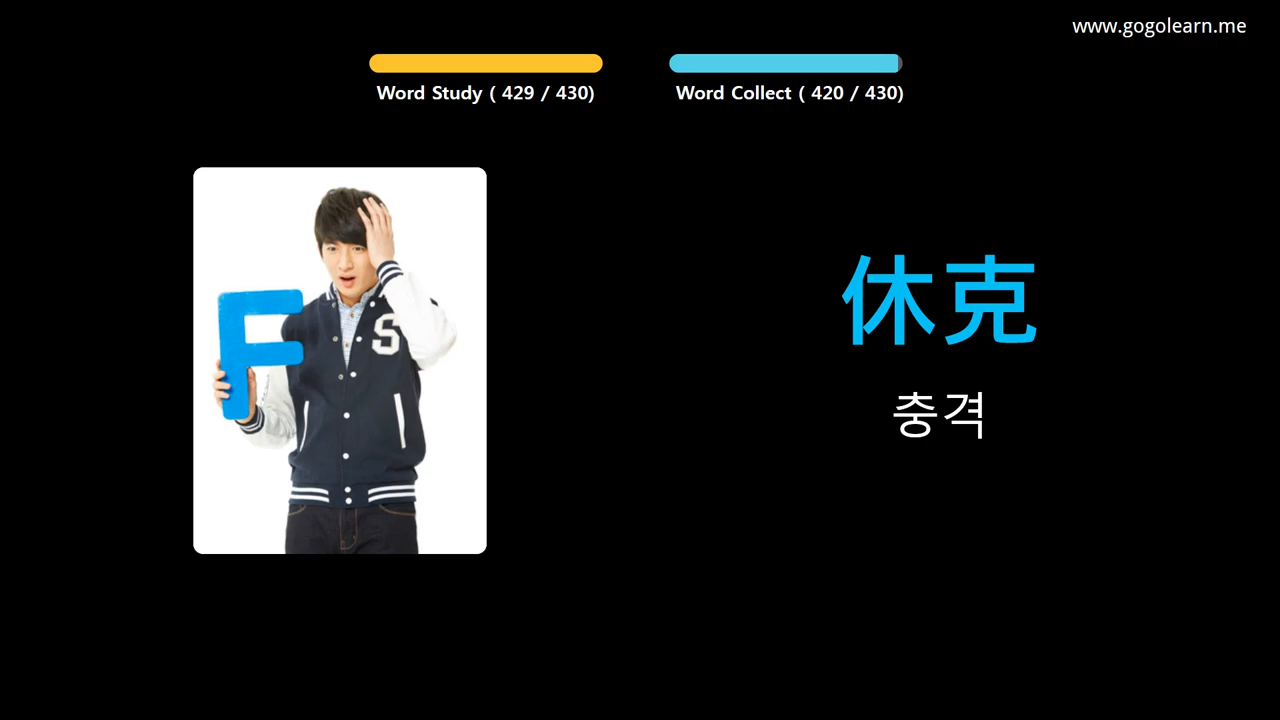 www.gogolearn.me
Word Study ( 429 / 430)
Word Collect ( 420 / 430)
F
S
休克
충격